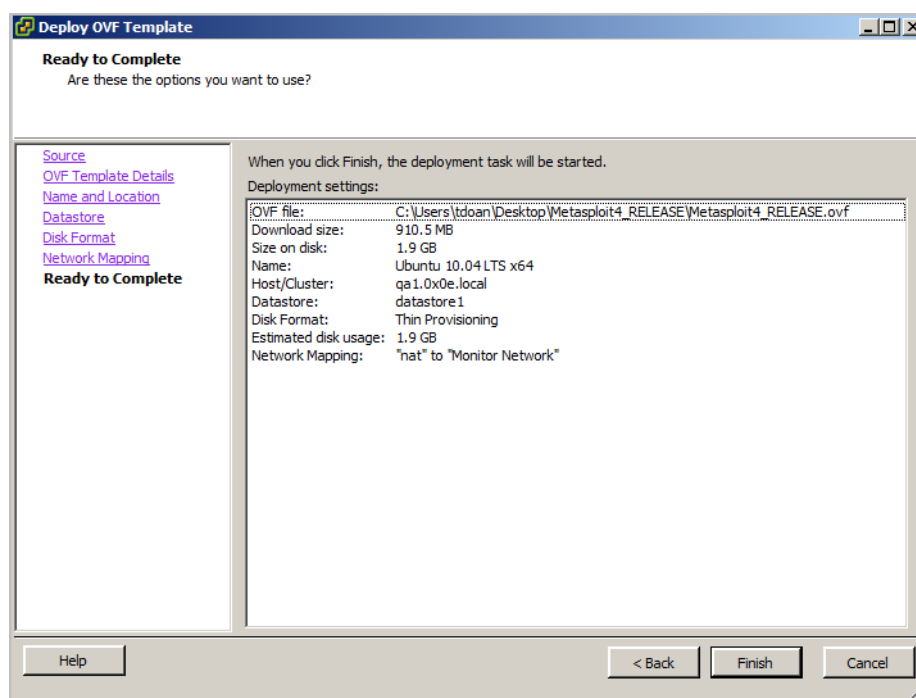 Deploy OVF Template
Ready to Complete
Are these the options you want to use?
Source
OVF Template Details
Name and Location
Datastore
Disk Format
Network Mapping
Ready to Complete
When you click Finish, the deployment task will be started.
Deployment settings:
OVF file: C:\Users\tdoan\Desktop\Metasploit4_RELEASE\Metasploit4_RELEASE.ovf
Download size: 910.5 MB
Size on disk: 1.9 GB
Name: Ubuntu 10.04 LTS x64
Host/Cluster: qa1.0x0e.local
Datastore: datastore1
Disk Format: Thin Provisioning
Estimated disk usage: 1.9 GB
Network Mapping: "nat" to "Monitor Network"
Help
< Back
Finish
Cancel